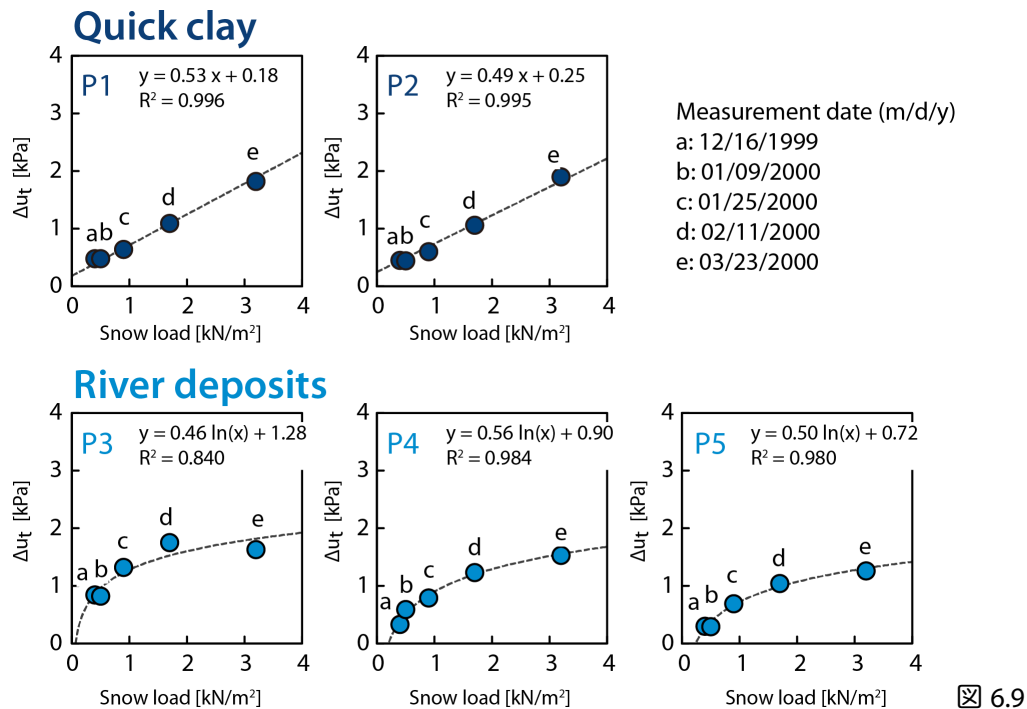 Quick clay
4
3
2
1
0
Δut [kPa]
P1
y = 0.53 x + 0.18
R² = 0.996
a
b
c
d
e
0 1 2 3 4
Snow load [kN/m²]
4
3
2
1
0
Δut [kPa]
P2
y = 0.49 x + 0.25
R² = 0.995
a
b
c
d
e
0 1 2 3 4
Snow load [kN/m²]
Measurement date (m/d/y)
a: 12/16/1999
b: 01/09/2000
c: 01/25/2000
d: 02/11/2000
e: 03/23/2000
River deposits
4
3
2
1
0
Δut [kPa]
P3
y = 0.46 ln(x) + 1.28
R² = 0.840
a
b
c
d
e
0 1 2 3 4
Snow load [kN/m²]
4
3
2
1
0
Δut [kPa]
P4
y = 0.56 ln(x) + 0.90
R² = 0.984
a
b
c
d
e
0 1 2 3 4
Snow load [kN/m²]
4
3
2
1
0
Δut [kPa]
P5
y = 0.50 ln(x) + 0.72
R² = 0.980
a
b
c
d
e
0 1 2 3 4
Snow load [kN/m²]
図 6.9